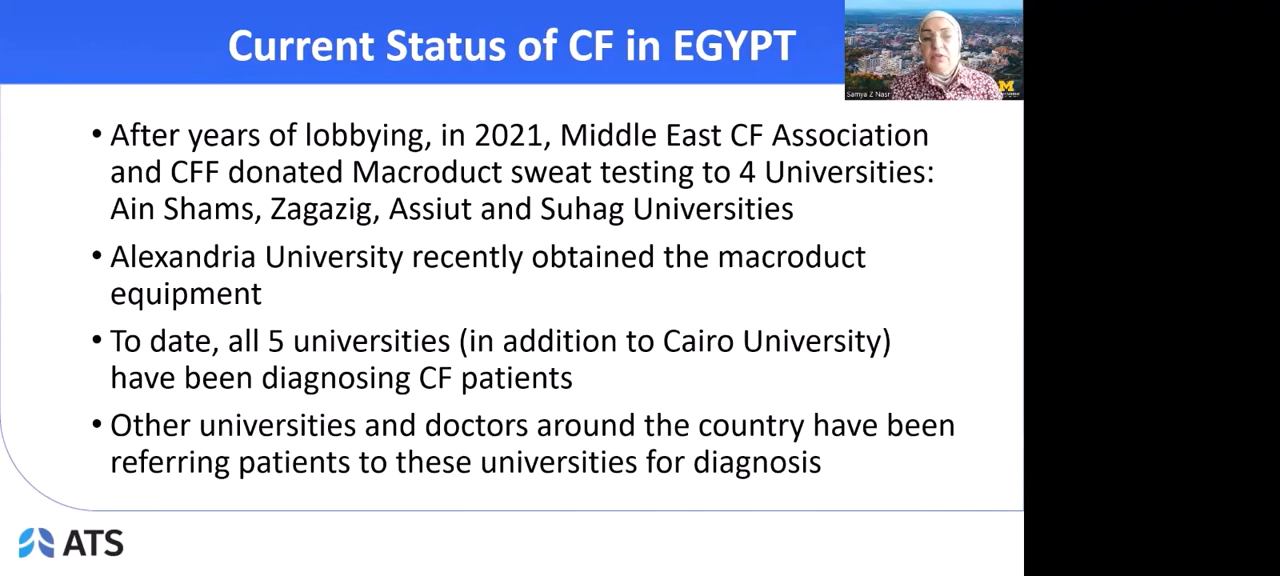 Current Status of CF in EGYPT
Samya Z Nasr
M
• After years of lobbying, in 2021, Middle East CF Association
and CFF donated Macroduct sweat testing to 4 Universities:
Ain Shams, Zagazig, Assiut and Suhag Universities
• Alexandria University recently obtained the macroduct
equipment
• To date, all 5 universities (in addition to Cairo University)
have been diagnosing CF patients
• Other universities and doctors around the country have been
referring patients to these universities for diagnosis
ATS